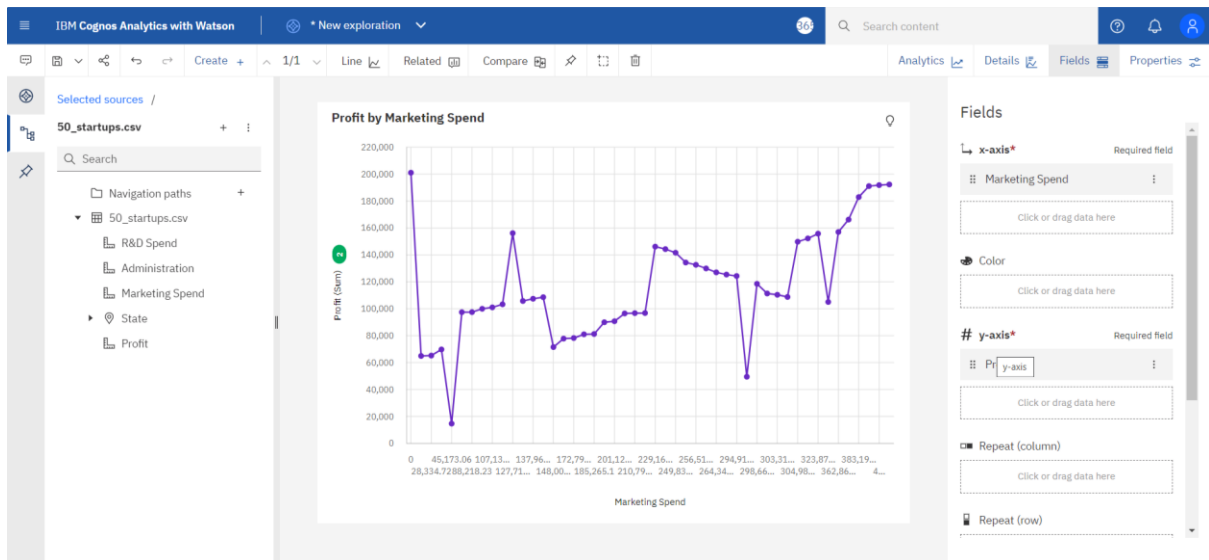 IBM Cognos Analytics with Watson
* New exploration
365
Search content
Create +
1/1
Line
Related
Compare
Analytics
Details
Fields
Properties
Selected sources /
50_startups.csv
Search
Navigation paths
50_startups.csv
R&D Spend
Administration
Marketing Spend
State
Profit
Profit by Marketing Spend
220,000
200,000
180,000
160,000
140,000
120,000
100,000
80,000
60,000
40,000
20,000
0
2
Profit (Sum)
0 45,173.06 107,13... 137,96... 172,79... 201,12... 229,16... 256,51... 294,91... 303,31... 323,87... 383,19...
28,334.72 88,218.23 127,71... 148,00... 185,265.1 210,79... 249,83... 264,34... 298,66... 304,98... 362,86... 4...
Marketing Spend
Fields
x-axis* Required field
Marketing Spend
Click or drag data here
Color
Click or drag data here
# y-axis* Required field
Pr y-axis
Click or drag data here
Repeat (column)
Click or drag data here
Repeat (row)